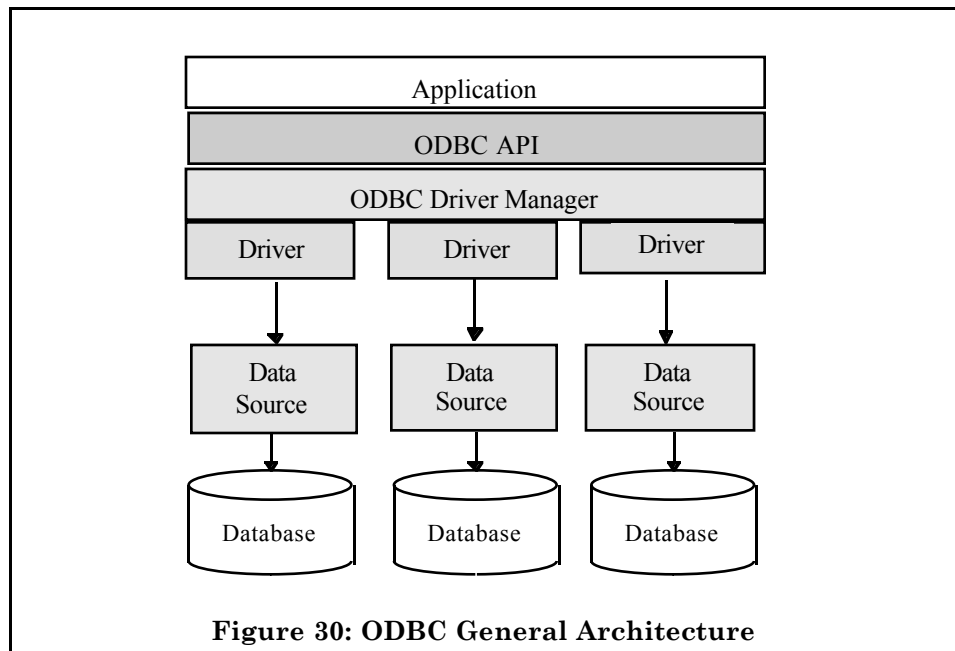 Application
ODBC API
ODBC Driver Manager
Driver Driver Driver
Data Data Data
Source Source Source
Database Database Database
Figure 30: ODBC General Architecture